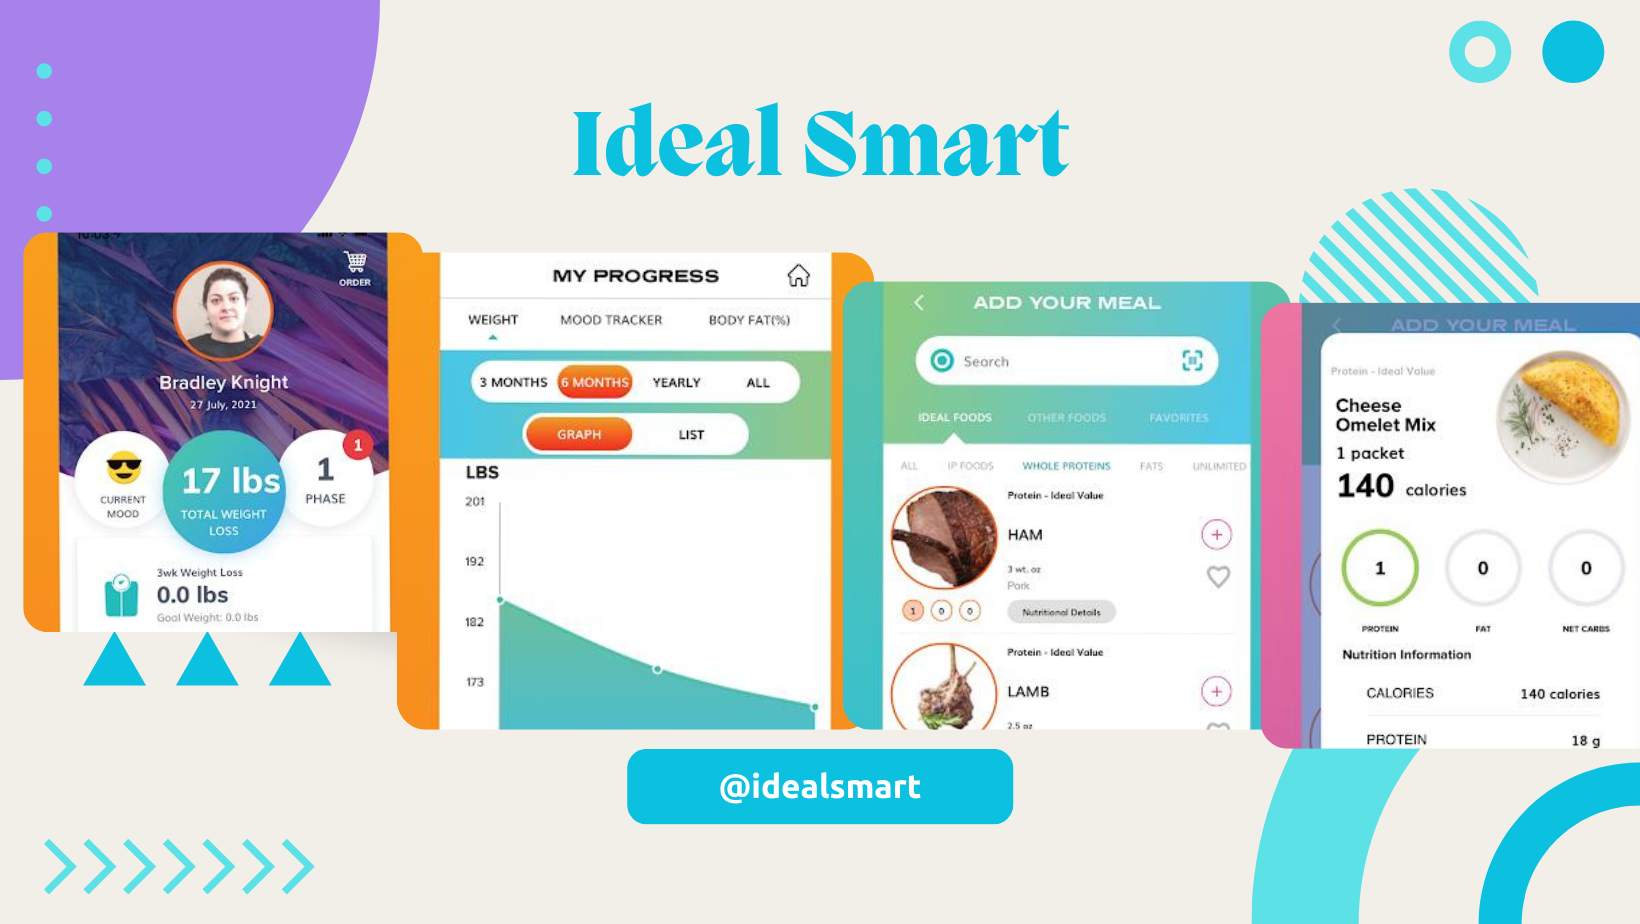 Ideal Smart
ORDER
Bradley Knight
27 July, 2021
CURRENT
MOOD
17 lbs
TOTAL WEIGHT
LOSS
1
1
PHASE
3wk Weight Loss
0.0 lbs
Goal Weight: 0.0 lbs
MY PROGRESS
WEIGHT MOOD TRACKER BODY FAT(%)
3 MONTHS 6 MONTHS YEARLY ALL
GRAPH LIST
LBS
201
192
182
173
ADD YOUR MEAL
Search
IDEAL FOODS OTHER FOODS FAVORITES
ALL IP FOODS WHOLE PROTEINS FATS UNLIMITED
Protein - Ideal Value
HAM
3 wt. oz
Pork
1 0 0
Nutritional Details
Protein - Ideal Value
LAMB
2.5 oz
ADD YOUR MEAL
Protein - Ideal Value
Cheese
Omelet Mix
1 packet
140 calories
1 0 0
PROTEIN FAT NET CARBS
Nutrition Information
CALORIES 140 calories
PROTEIN 18 g
@idealsmart